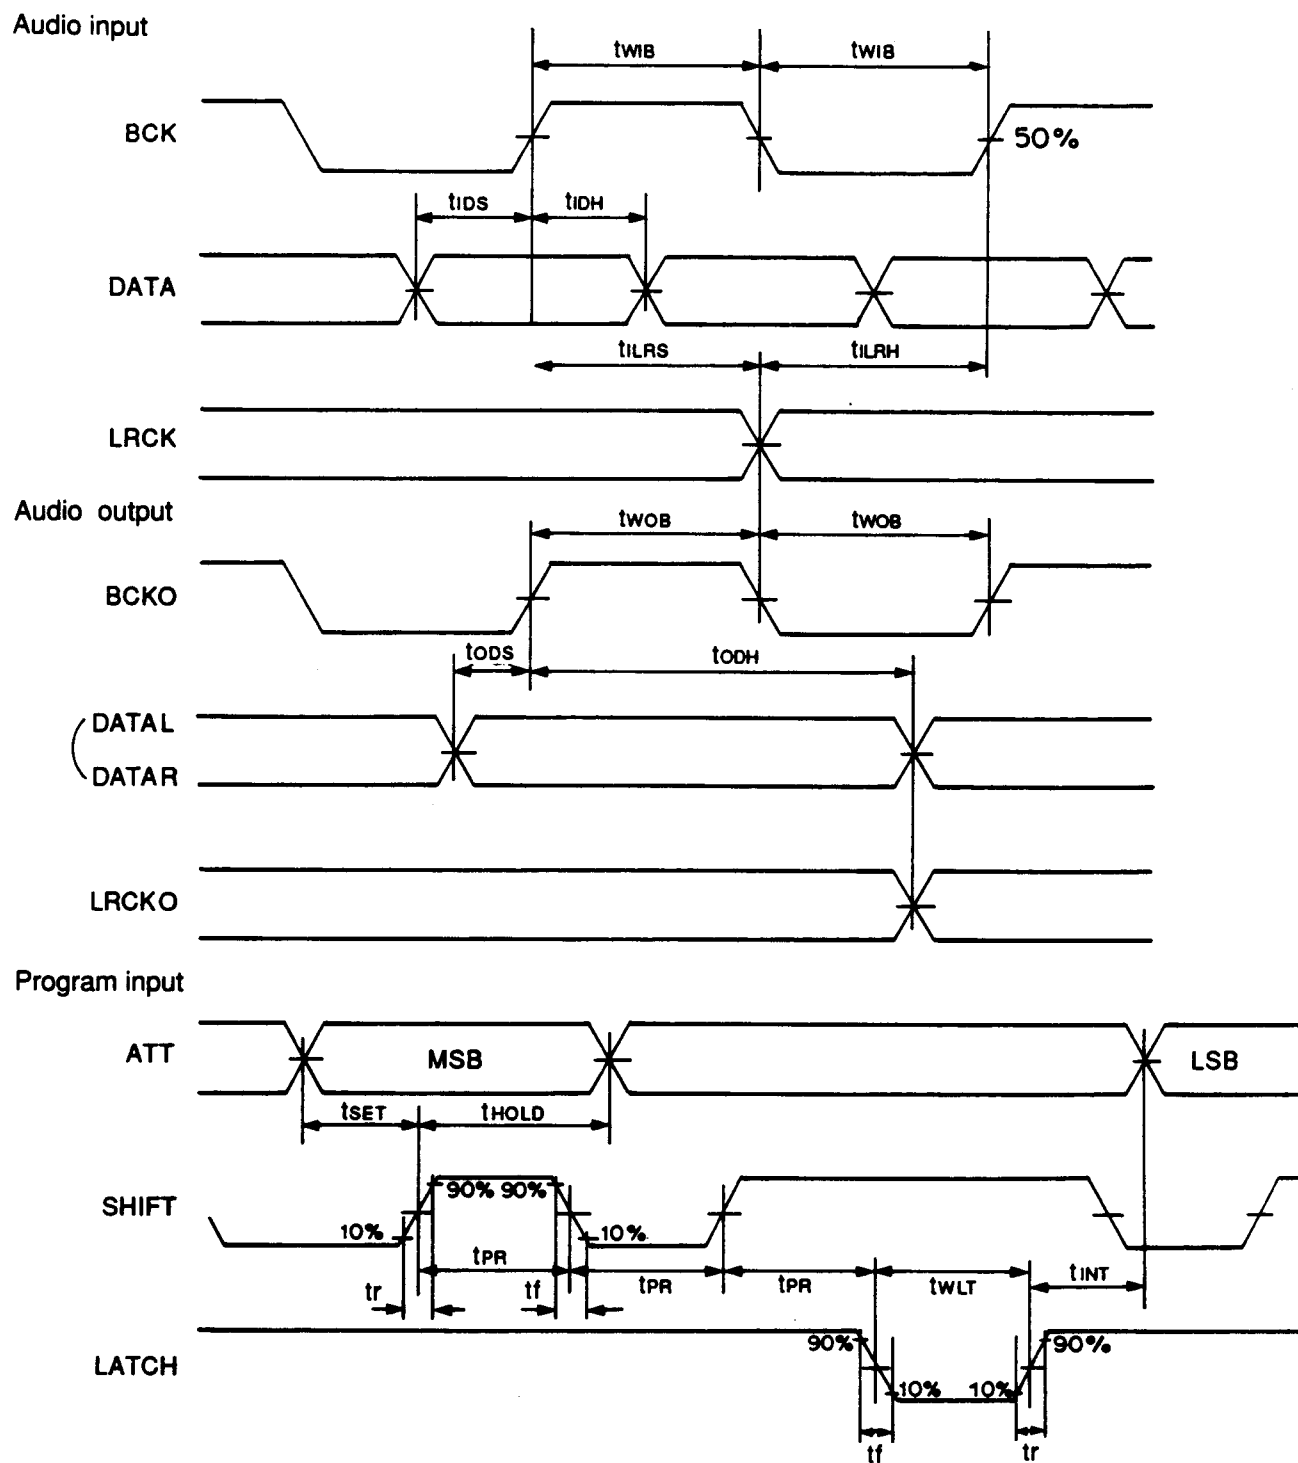 Audio input
tWIB tWIB
BCK
50%
tIDS tIDH
DATA
tILRS tILRH
LRCK
Audio output
tWOB tWOB
BCKO
tODS tODH
DATAL
DATAR
LRCKO
Program input
ATT MSB LSB
tSET tHOLD
90% 90%
SHIFT
10% 10%
tPR tPR tPR tWLT tINT
tr tf
90% 90%
LATCH
10% 10%
tf tr